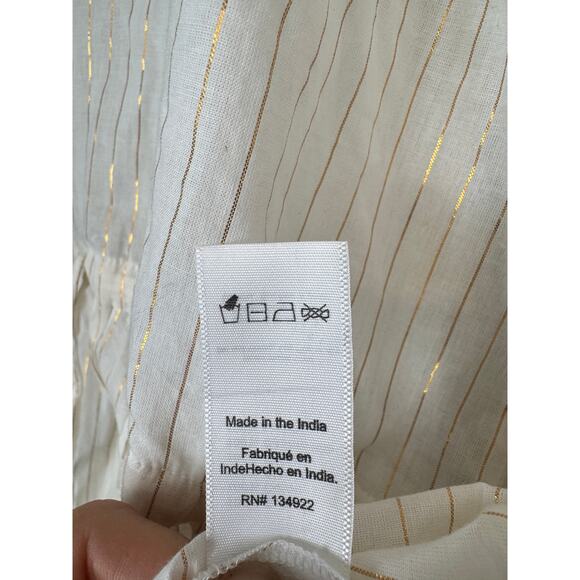 Made in the India
Fabriqué en
IndeHecho en India.
RN# 134922